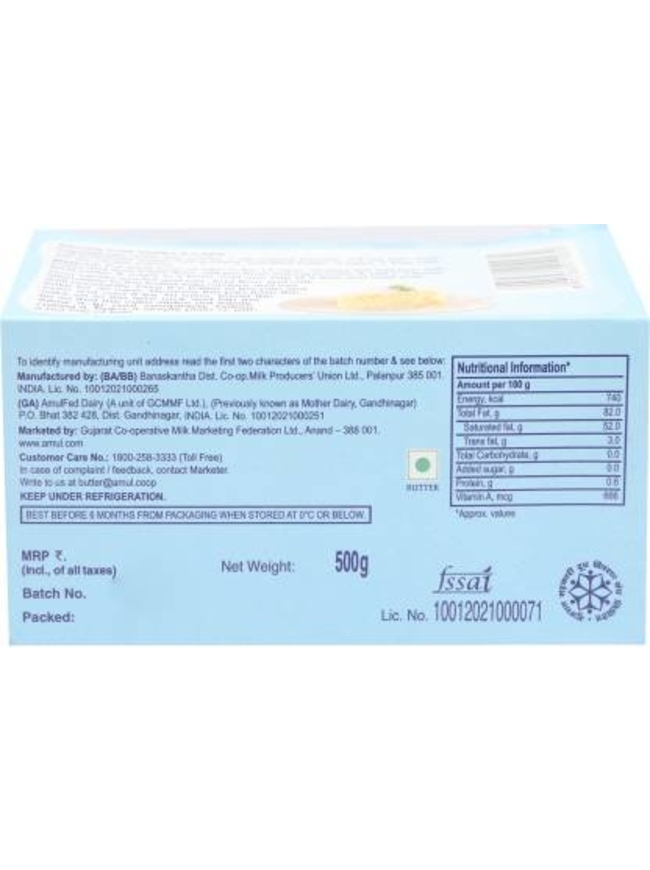 To identify manufacturing unit address read the first two characters of the batch number & see below:
Manufactured by: (BA/BB) Banaskantha Dist. Co-op.Milk Producers' Union Ltd., Palanpur 385 001.
INDIA. Lic. No. 10012021000265
(GA) AmulFed Dairy (A unit of GCMMF Ltd.), (Previously known as Mother Dairy, Gandhinagar)
P.O. Bhat 382 428, Dist. Gandhinagar, INDIA. Lic. No. 10012021000251
Marketed by: Gujarat Co-operative Milk Marketing Federation Ltd., Anand – 388 001.
www.amul.com
Customer Care No.: 1800-258-3333 (Toll Free)
In case of complaint / feedback, contact Marketer.
Write to us at butter@amul.coop
KEEP UNDER REFRIGERATION.
BEST BEFORE 6 MONTHS FROM PACKAGING WHEN STORED AT 0°C OR BELOW.
BUTTER
Nutritional Information*
Amount per 100 g
Energy, kcal 740
Total Fat, g 82.0
Saturated fat, g 52.0
Trans fat, g 3.0
Total Carbohydrate, g 0.0
Added sugar, g 0.0
Protein, g 0.6
Vitamin A, mcg
*Approx. values
MRP ₹.
(Incl., of all taxes)
Net Weight: 500g
Batch No.
Packed:
fssai
Lic. No. 10012021000071